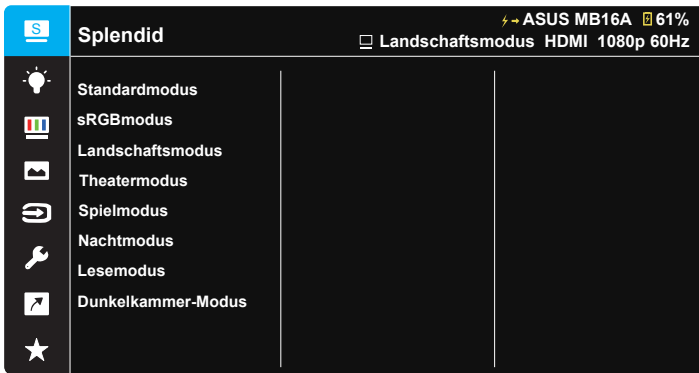 S
Splendid
ASUS MB16A 61%
Landschaftsmodus HDMI 1080p 60Hz
Standardmodus
sRGBmodus
Landschaftsmodus
Theatermodus
Spielmodus
Nachtmodus
Lesemodus
Dunkelkammer-Modus